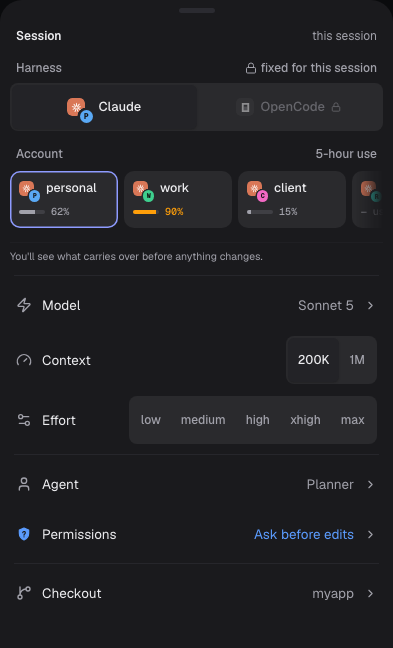 Session this session
Harness fixed for this session
P Claude OpenCode
Account 5-hour use
P personal W work C client
62% 90% 15%
You'll see what carries over before anything changes.
Model Sonnet 5
Context 200K 1M
Effort low medium high xhigh max
Agent Planner
Permissions Ask before edits
Checkout myapp